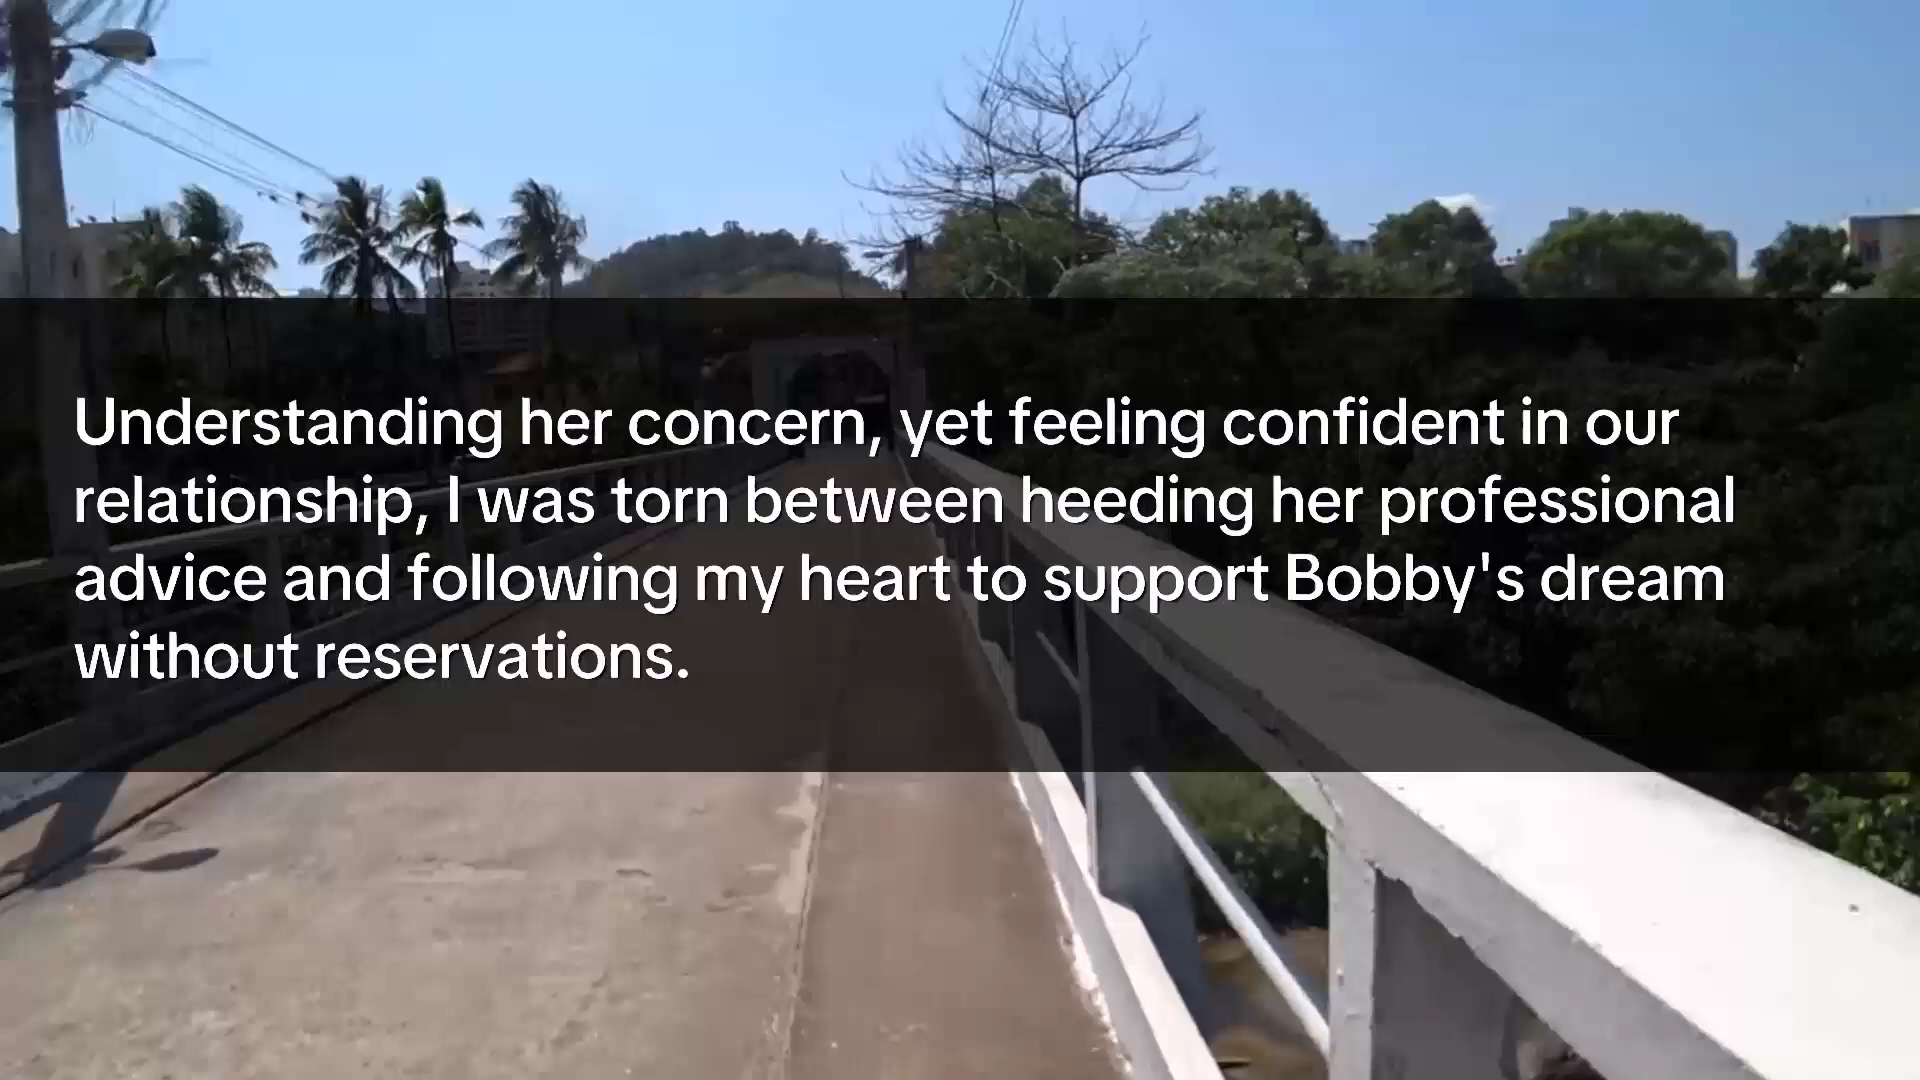 Understanding her concern, yet feeling confident in our
relationship, I was torn between heeding her professional
advice and following my heart to support Bobby's dream
without reservations.